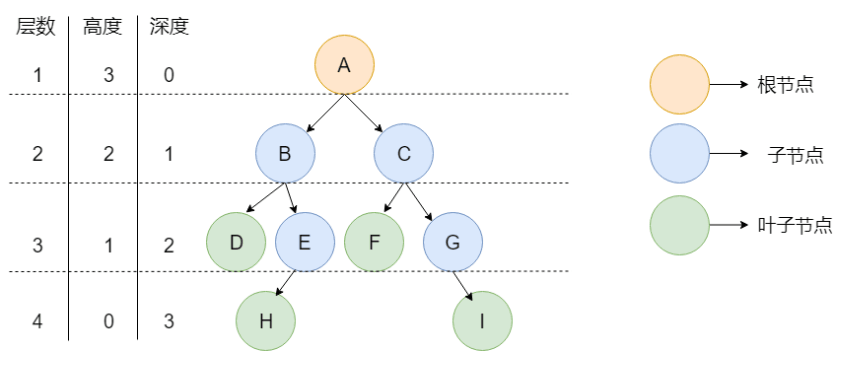 层数 高度 深度
1 3 0 A
根节点
2 2 1 B C
子节点
3 1 2 D E F G
叶子节点
4 0 3 H I